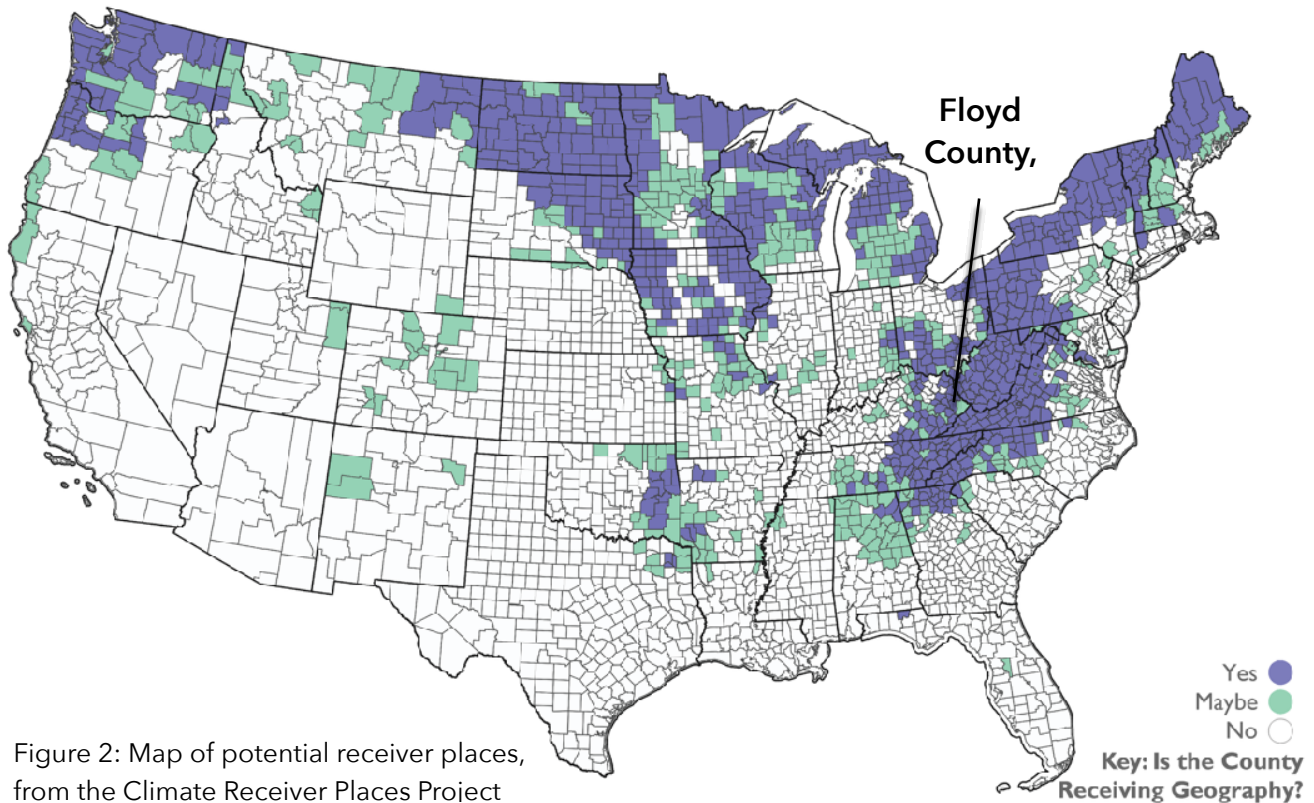 Floyd
County,
Yes
Maybe
No
Key: Is the County
Receiving Geography?
Figure 2: Map of potential receiver places,
from the Climate Receiver Places Project